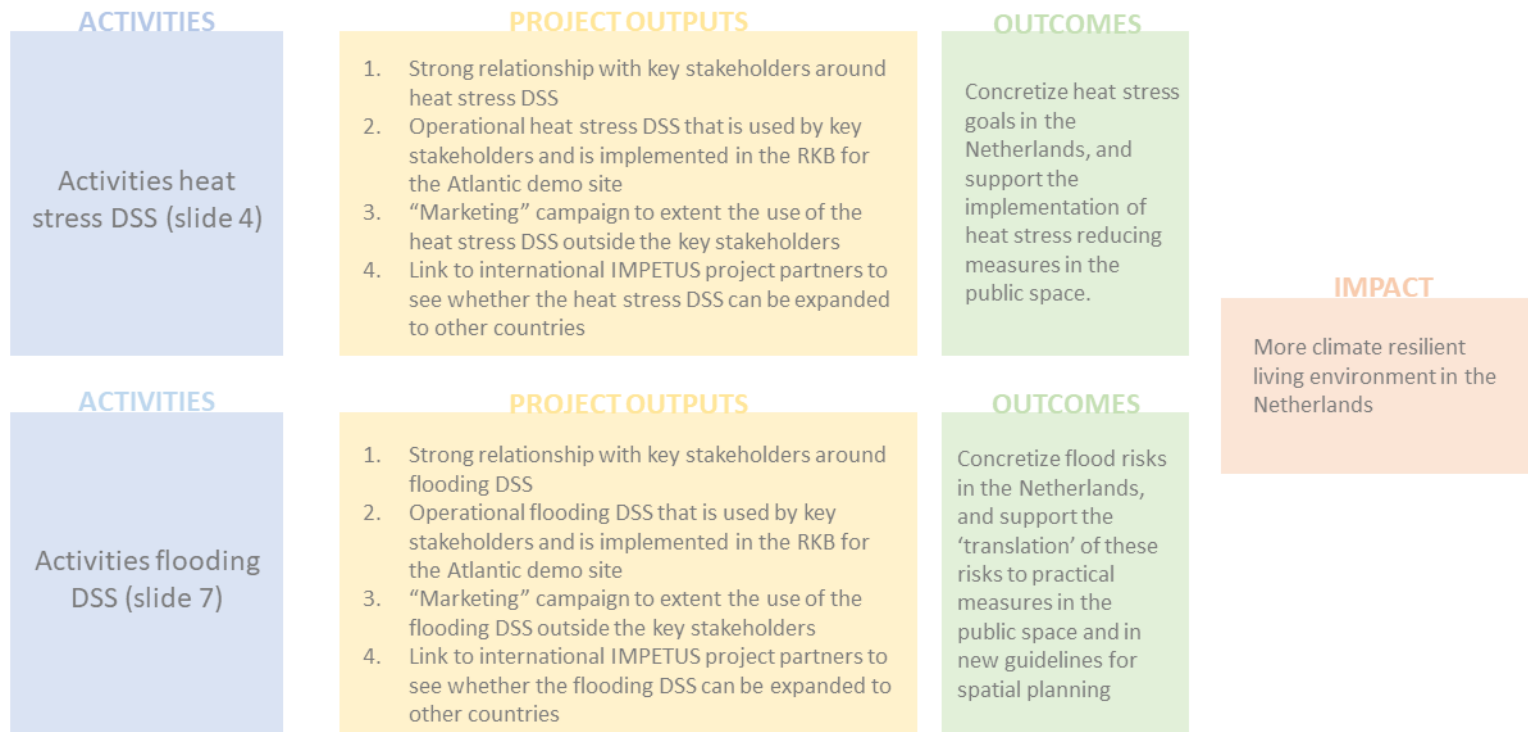 ACTIVITIES
Activities heat
stress DSS (slide 4)
PROJECT OUTPUTS
1. Strong relationship with key stakeholders around
heat stress DSS
2. Operational heat stress DSS that is used by key
stakeholders and is implemented in the RKB for
the Atlantic demo site
3. “Marketing” campaign to extent the use of the
heat stress DSS outside the key stakeholders
4. Link to international IMPETUS project partners to
see whether the heat stress DSS can be expanded
to other countries
OUTCOMES
Concretize heat stress
goals in the
Netherlands, and
support the
implementation of
heat stress reducing
measures in the
public space.
ACTIVITIES
Activities flooding
DSS (slide 7)
PROJECT OUTPUTS
1. Strong relationship with key stakeholders around
flooding DSS
2. Operational flooding DSS that is used by key
stakeholders and is implemented in the RKB for
the Atlantic demo site
3. “Marketing” campaign to extent the use of the
flooding DSS outside the key stakeholders
4. Link to international IMPETUS project partners to
see whether the flooding DSS can be expanded to
other countries
OUTCOMES
Concretize flood risks
in the Netherlands,
and support the
‘translation’ of these
risks to practical
measures in the
public space and in
new guidelines for
spatial planning
IMPACT
More climate resilient
living environment in the
Netherlands